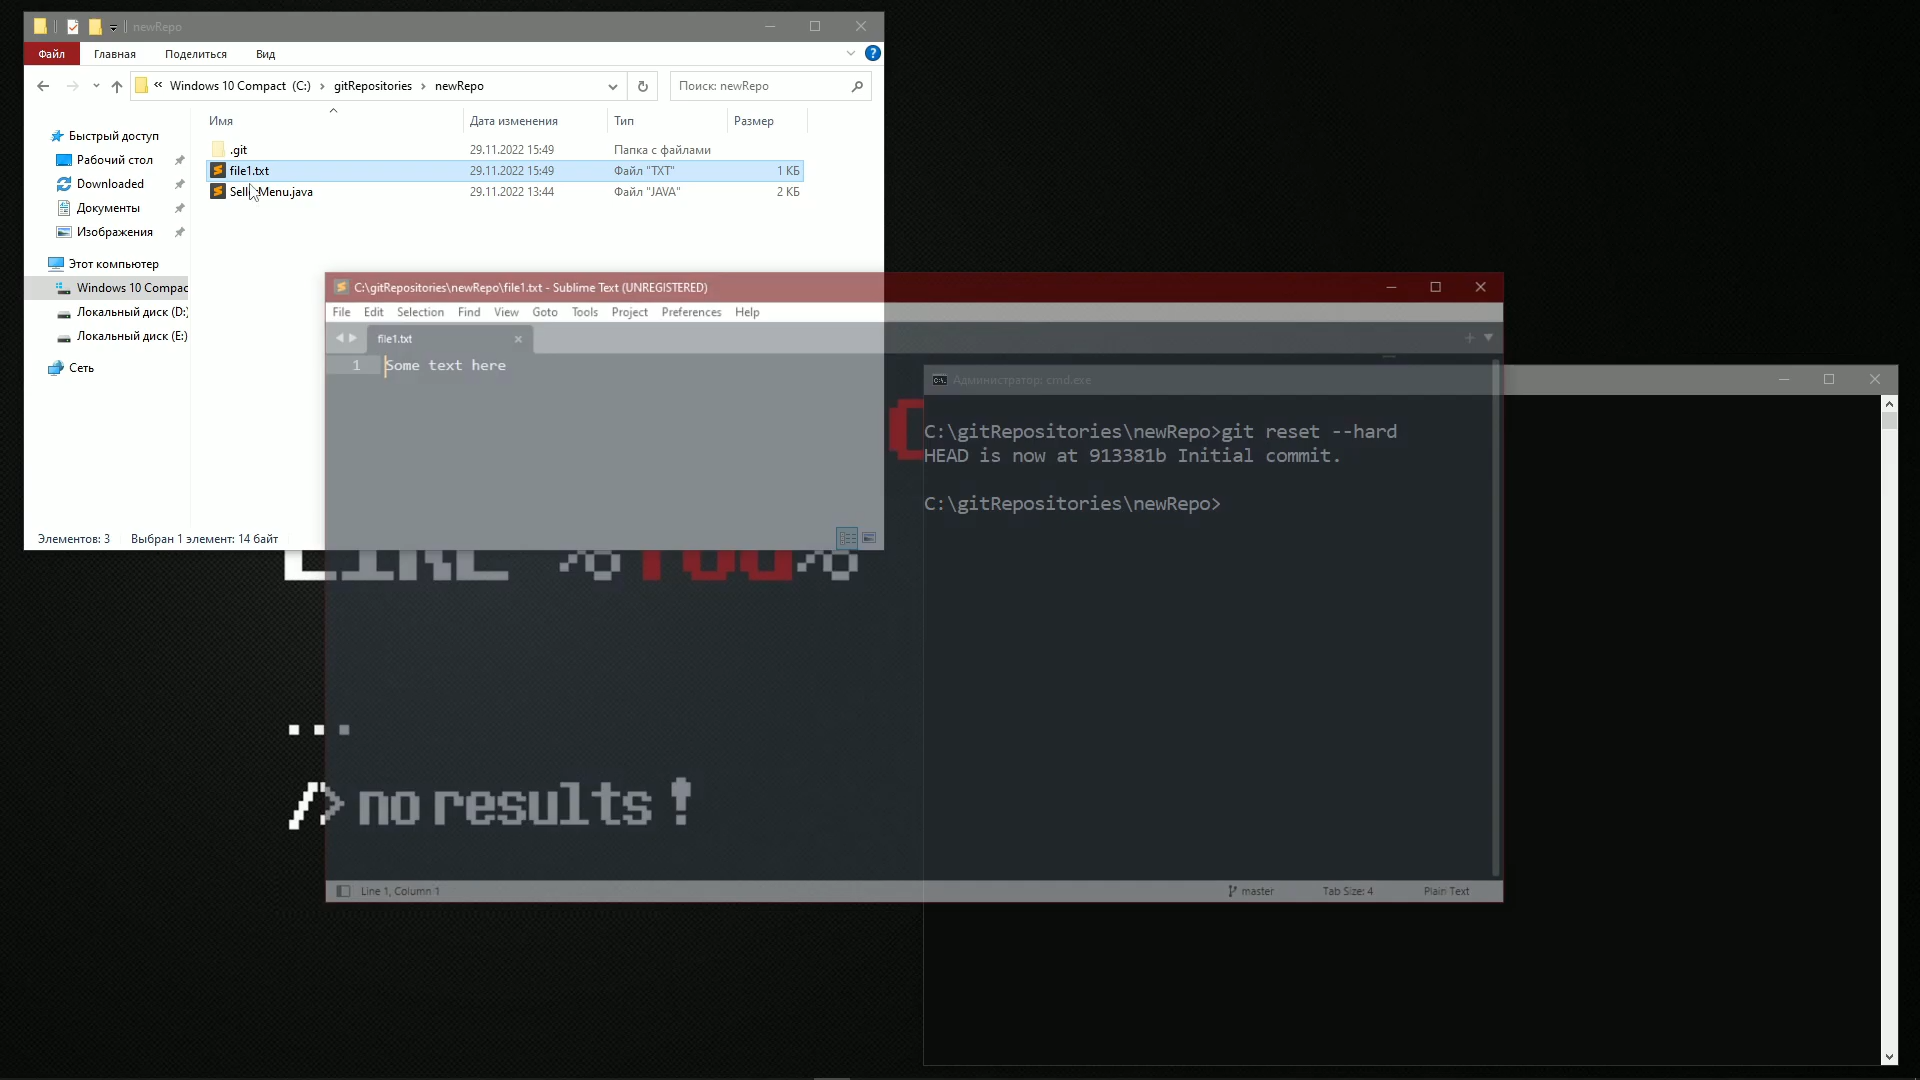 newRepo
Файл Главная Поделиться Вид
Windows 10 Compact (C:) › gitRepositories › newRepo
Поиск: newRepo
Имя Дата изменения Тип Размер
.git 29.11.2022 15:49 Папка с файлами
file1.txt 29.11.2022 15:49 Файл "TXT" 1 КБ
29.11.2022 13:44 Файл "JAVA" 2 КБ
Быстрый доступ
Рабочий стол
Downloaded
Документы
Изображения
Этот компьютер
Windows 10 Compac
Локальный диск (D:)
Локальный диск (E:)
Сеть
Элементов: 3 Выбран 1 элемент: 14 байт
C:\gitRepositories\newRepo\file1.txt - Sublime Text (UNREGISTERED)
File Edit Selection Find View Goto Tools Project Preferences Help
file1.txt
1 Some text here
Line 1, Column 1 master Tab Size: 4 Plain Text
Администратор: cmd.exe
C:\gitRepositories\newRepo>git reset --hard
HEAD is now at 913381b Initial commit.
C:\gitRepositories\newRepo>
...
/> no results !